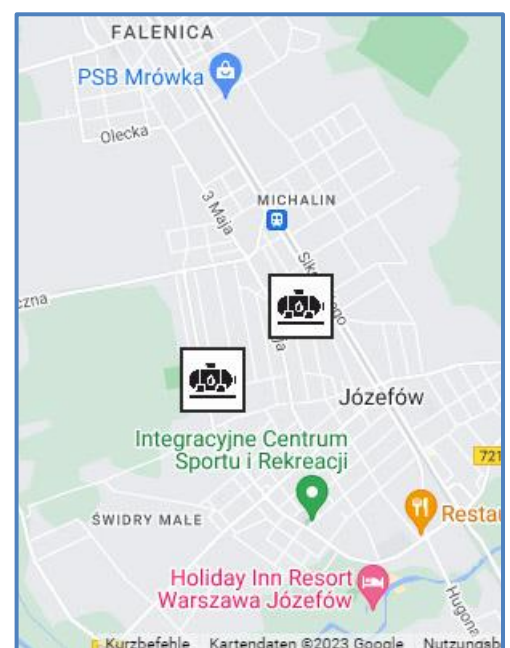 FALENICA
PSB Mrówka
Olecka
3 Maja
MICHALIN
Józefów
Integracyjne Centrum
Sportu i Rekreacji
721
ŚWIDRY MAŁE
Holiday Inn Resort
Warszawa Józefów
Hugona
Kurzbefehle Kartendaten ©2023 Google